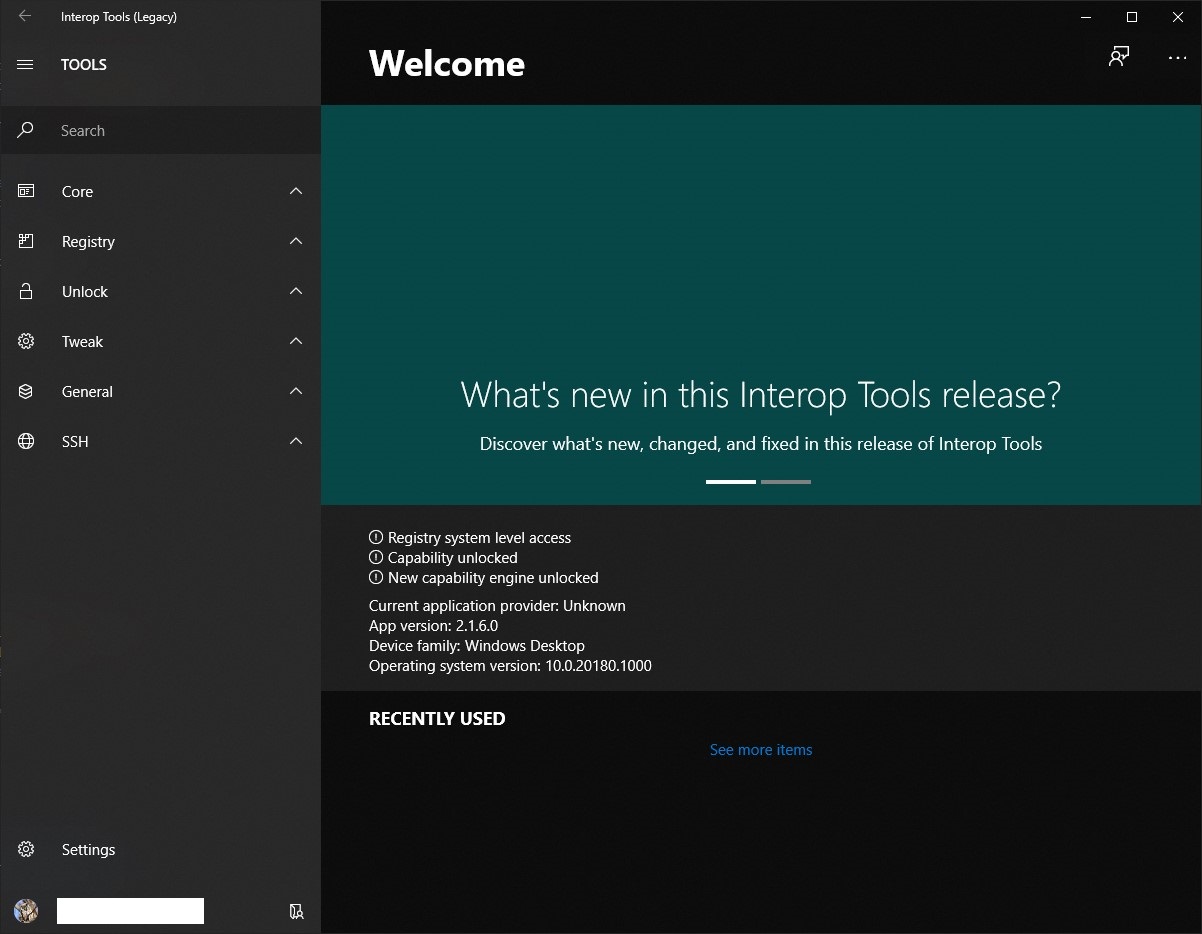 Interop Tools (Legacy)
TOOLS
Search
Core
Registry
Unlock
Tweak
General
SSH
Settings
Welcome
What's new in this Interop Tools release?
Discover what's new, changed, and fixed in this release of Interop Tools
Registry system level access
Capability unlocked
New capability engine unlocked
Current application provider: Unknown
App version: 2.1.6.0
Device family: Windows Desktop
Operating system version: 10.0.20180.1000
RECENTLY USED
See more items